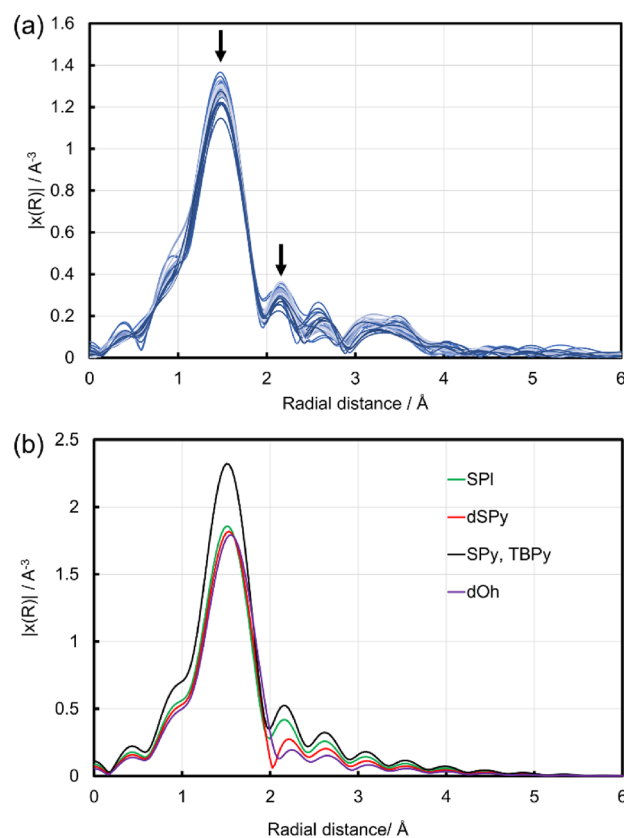 (a)
1.6
1.4
1.2
1
0.8
0.6
0.4
0.2
0
|x(R)| / A-3
0 1 2 3 4 5 6
Radial distance / Å
(b)
2.5
2
1.5
1
0.5
0
|x(R)| / A-3
SPl
dSPy
SPy, TBPy
dOh
0 1 2 3 4 5 6
Radial distance/ Å